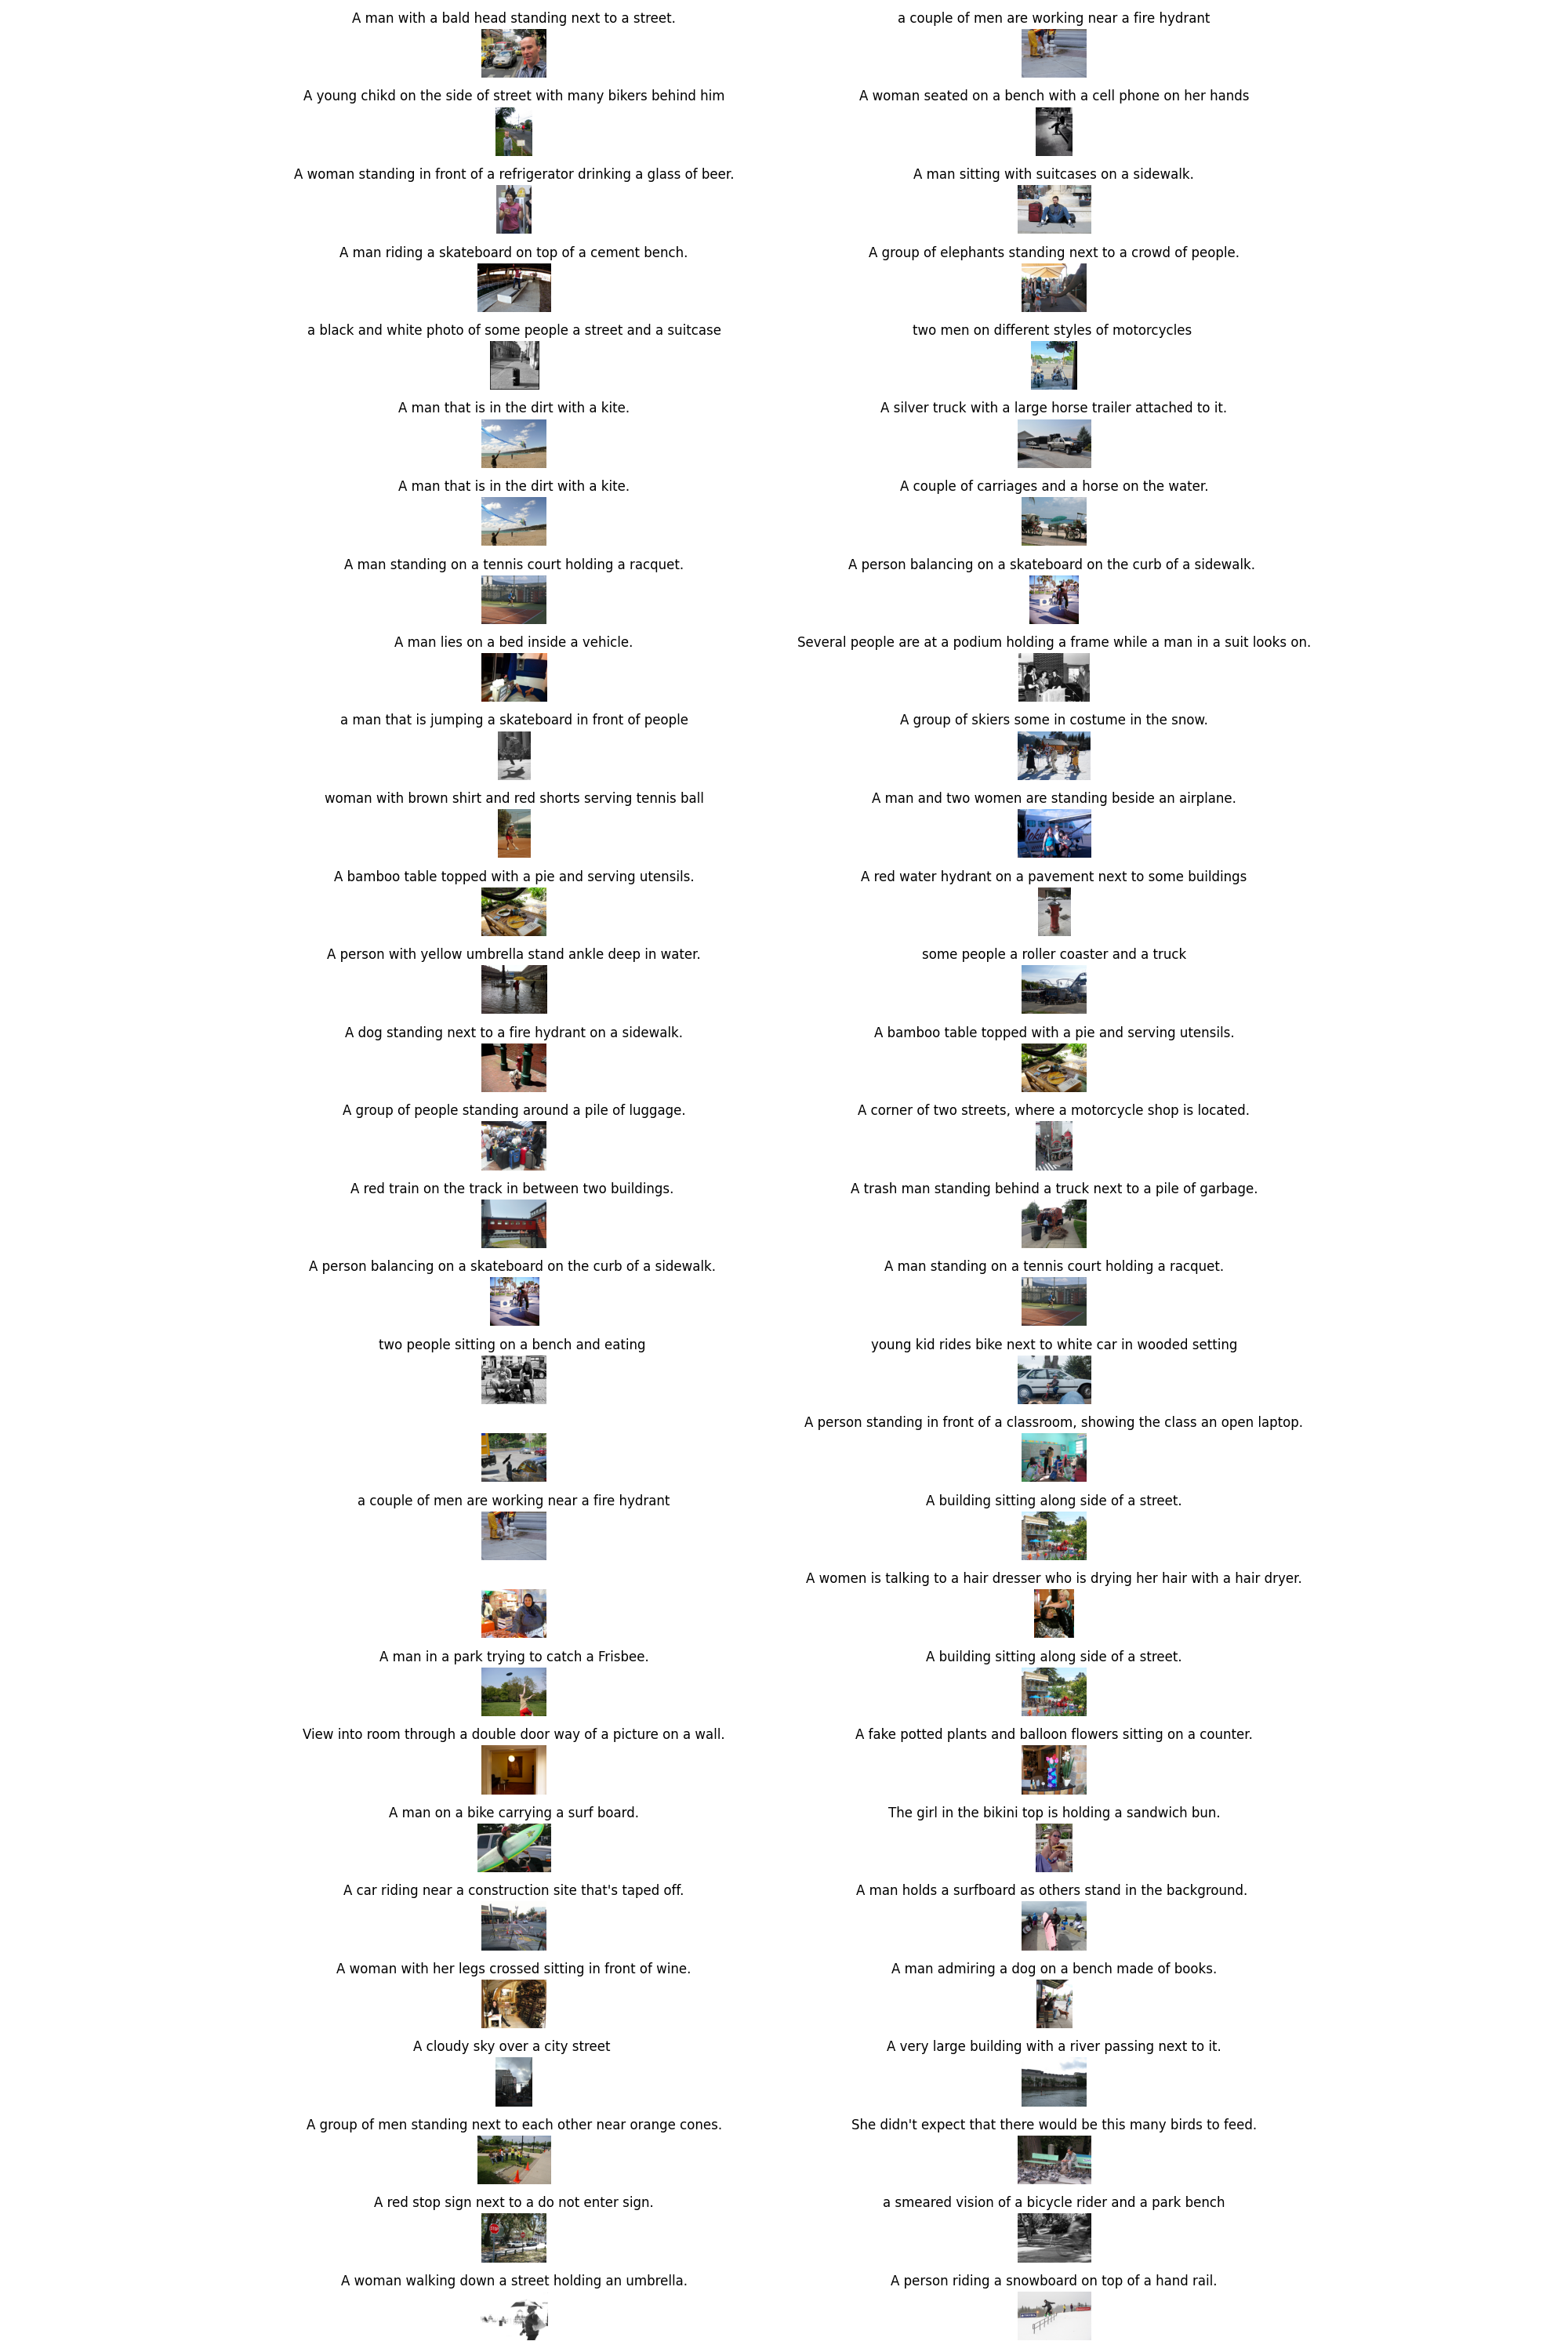 A man with a bald head standing next to a street.
a couple of men are working near a fire hydrant
A young chikd on the side of street with many bikers behind him
A woman seated on a bench with a cell phone on her hands
A woman standing in front of a refrigerator drinking a glass of beer.
A man sitting with suitcases on a sidewalk.
A man riding a skateboard on top of a cement bench.
A group of elephants standing next to a crowd of people.
a black and white photo of some people a street and a suitcase
two men on different styles of motorcycles
A man that is in the dirt with a kite.
A silver truck with a large horse trailer attached to it.
A man that is in the dirt with a kite.
A couple of carriages and a horse on the water.
A man standing on a tennis court holding a racquet.
A person balancing on a skateboard on the curb of a sidewalk.
A man lies on a bed inside a vehicle.
Several people are at a podium holding a frame while a man in a suit looks on.
a man that is jumping a skateboard in front of people
A group of skiers some in costume in the snow.
woman with brown shirt and red shorts serving tennis ball
A man and two women are standing beside an airplane.
A bamboo table topped with a pie and serving utensils.
A red water hydrant on a pavement next to some buildings
A person with yellow umbrella stand ankle deep in water.
some people a roller coaster and a truck
A dog standing next to a fire hydrant on a sidewalk.
A bamboo table topped with a pie and serving utensils.
A group of people standing around a pile of luggage.
A corner of two streets, where a motorcycle shop is located.
A red train on the track in between two buildings.
A trash man standing behind a truck next to a pile of garbage.
A person balancing on a skateboard on the curb of a sidewalk.
A man standing on a tennis court holding a racquet.
two people sitting on a bench and eating
young kid rides bike next to white car in wooded setting
A person standing in front of a classroom, showing the class an open laptop.
a couple of men are working near a fire hydrant
A building sitting along side of a street.
A women is talking to a hair dresser who is drying her hair with a hair dryer.
A man in a park trying to catch a Frisbee.
A building sitting along side of a street.
View into room through a double door way of a picture on a wall.
A fake potted plants and balloon flowers sitting on a counter.
A man on a bike carrying a surf board.
The girl in the bikini top is holding a sandwich bun.
A car riding near a construction site that's taped off.
A man holds a surfboard as others stand in the background.
A woman with her legs crossed sitting in front of wine.
A man admiring a dog on a bench made of books.
A cloudy sky over a city street
A very large building with a river passing next to it.
A group of men standing next to each other near orange cones.
She didn't expect that there would be this many birds to feed.
A red stop sign next to a do not enter sign.
a smeared vision of a bicycle rider and a park bench
A woman walking down a street holding an umbrella.
A person riding a snowboard on top of a hand rail.